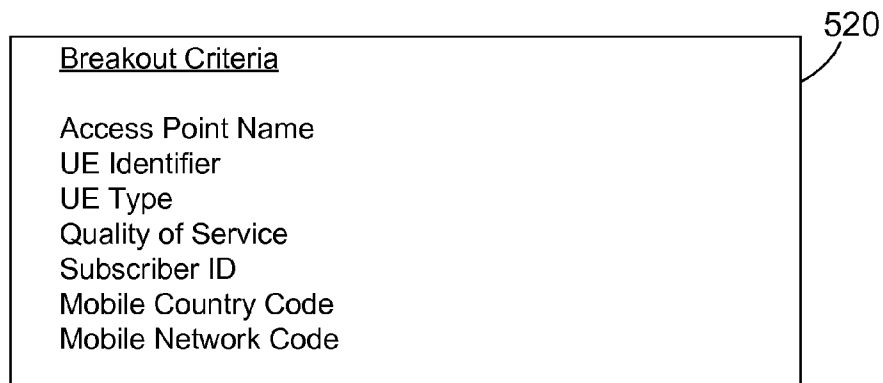 520
Breakout Criteria
Access Point Name
UE Identifier
UE Type
Quality of Service
Subscriber ID
Mobile Country Code
Mobile Network Code